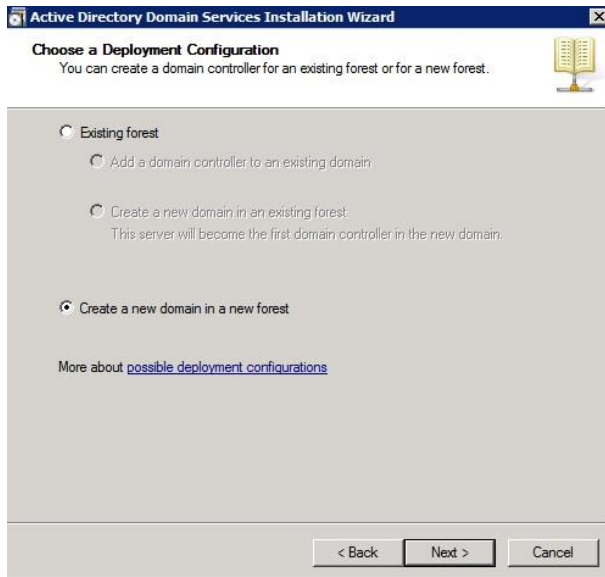 Active Directory Domain Services Installation Wizard
Choose a Deployment Configuration
You can create a domain controller for an existing forest or for a new forest.
Existing forest
Add a domain controller to an existing domain
Create a new domain in an existing forest
This server will become the first domain controller in the new domain.
Create a new domain in a new forest
More about possible deployment configurations
< Back Next > Cancel